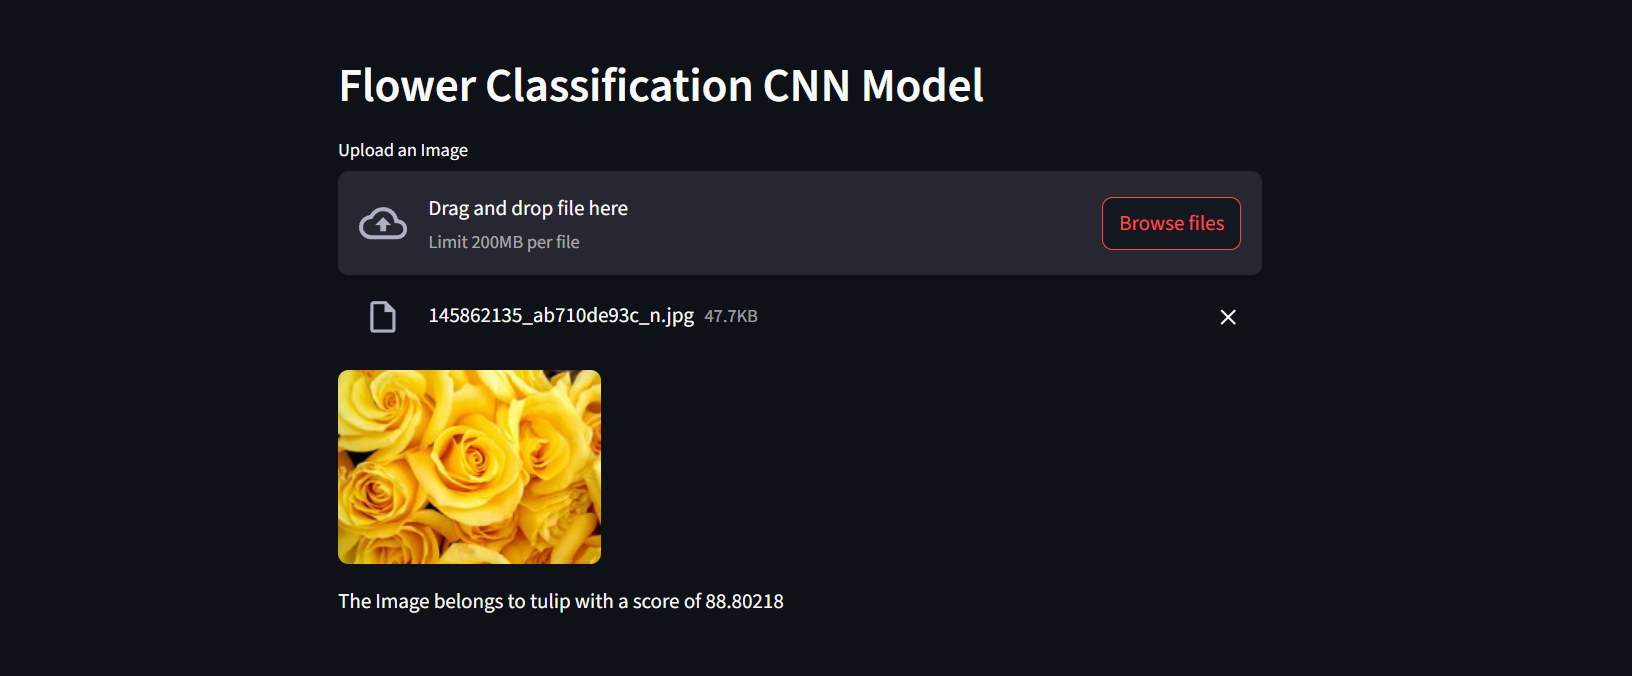 Flower Classification CNN Model
Upload an Image
Drag and drop file here
Limit 200MB per file
Browse files
145862135_ab710de93c_n.jpg 47.7KB
The Image belongs to tulip with a score of 88.80218